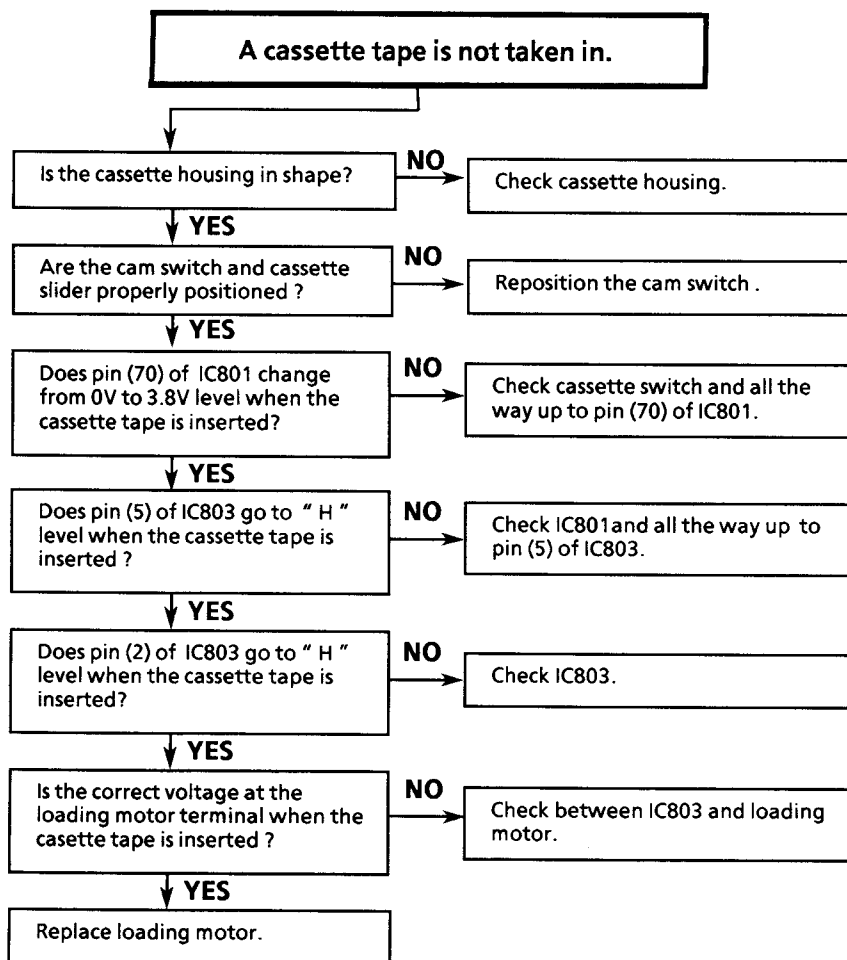 A cassette tape is not taken in.
Is the cassette housing in shape?
NO
Check cassette housing.
YES
Are the cam switch and cassette
slider properly positioned ?
NO
Reposition the cam switch .
YES
Does pin (70) of IC801 change
from 0V to 3.8V level when the
cassette tape is inserted?
NO
Check cassette switch and all the
way up to pin (70) of IC801.
YES
Does pin (5) of IC803 go to " H "
level when the cassette tape is
inserted ?
NO
Check IC801and all the way up to
pin (5) of IC803.
YES
Does pin (2) of IC803 go to " H "
level when the cassette tape is
inserted?
NO
Check IC803.
YES
Is the correct voltage at the
loading motor terminal when the
casette tape is inserted ?
NO
Check between IC803 and loading
motor.
YES
Replace loading motor.